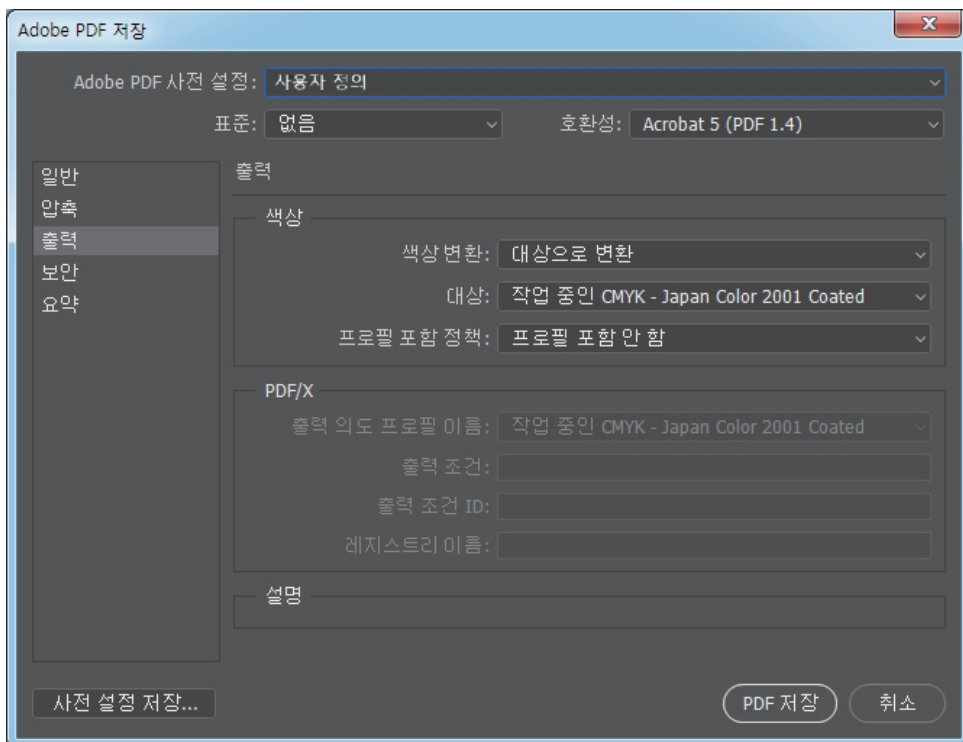 Adobe PDF 저장
Adobe PDF 사전 설정: 사용자 정의
표준: 없음 호환성: Acrobat 5 (PDF 1.4)
일반
압축
출력
보안
요약
출력
색상
색상 변환: 대상으로 변환
대상: 작업 중인 CMYK - Japan Color 2001 Coated
프로필 포함 정책: 프로필 포함 안 함
PDF/X
출력 의도 프로필 이름: 작업 중인 CMYK - Japan Color 2001 Coated
출력 조건:
출력 조건 ID:
레지스트리 이름:
설명
사전 설정 저장... PDF 저장 취소